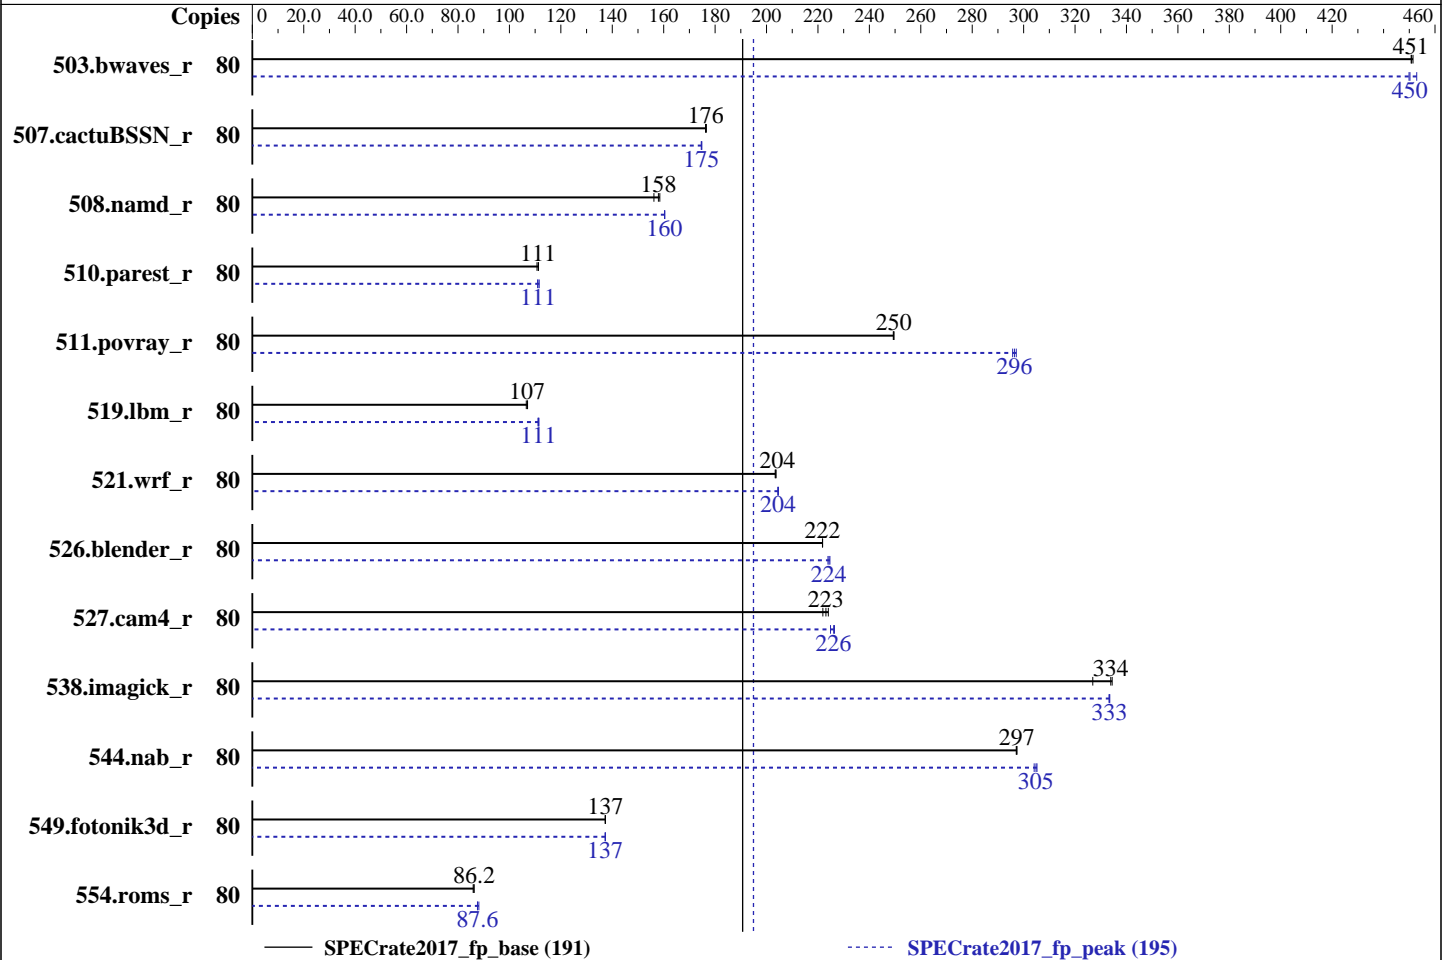 Copies 0 20.0 40.0 60.0 80.0 100 120 140 160 180 200 220 240 260 280 300 320 340 360 380 400 420 460
503.bwaves_r 80 451
450
507.cactuBSSN_r 80 176
175
508.namd_r 80 158
160
510.parest_r 80 111
111
511.povray_r 80 250
296
519.lbm_r 80 107
111
521.wrf_r 80 204
204
526.blender_r 80 222
224
527.cam4_r 80 223
226
538.imagick_r 80 334
333
544.nab_r 80 297
305
549.fotonik3d_r 80 137
137
554.roms_r 80 86.2
87.6
SPECrate2017_fp_base (191) SPECrate2017_fp_peak (195)